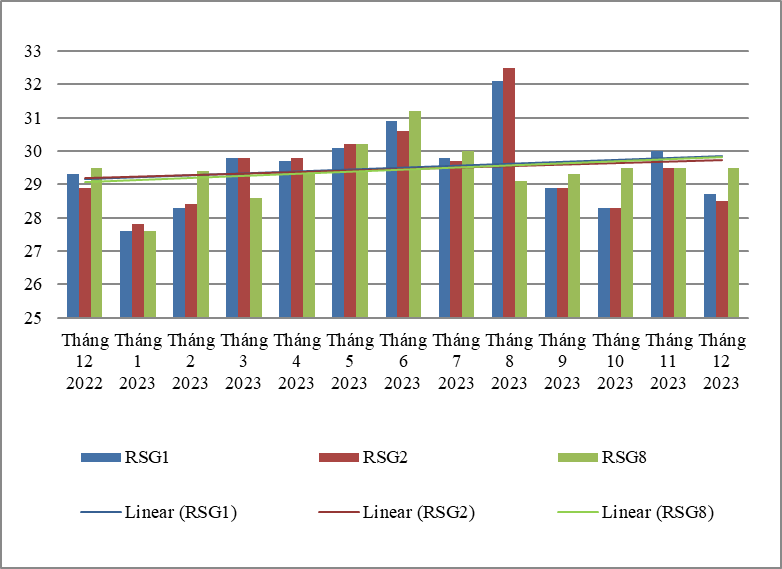 33
32
31
30
29
28
27
26
25
Tháng Tháng Tháng Tháng Tháng Tháng Tháng Tháng Tháng Tháng Tháng Tháng Tháng
12 1 2 3 4 5 6 7 8 9 10 11 12
2022 2023 2023 2023 2023 2023 2023 2023 2023 2023 2023 2023 2023
RSG1 RSG2 RSG8
Linear (RSG1) Linear (RSG2) Linear (RSG8)